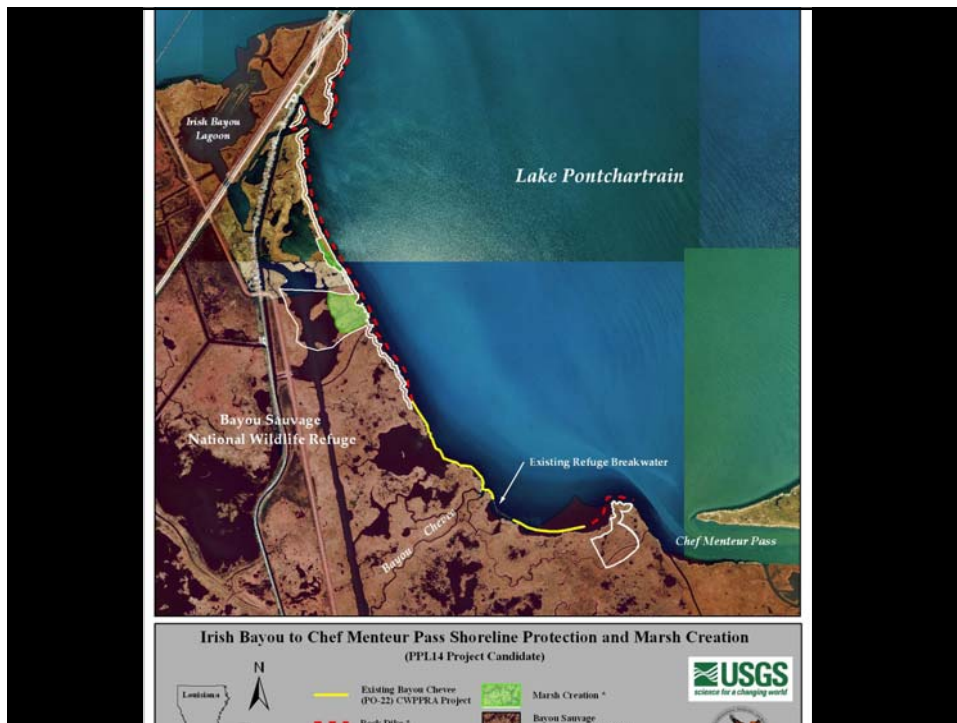 Irish Bayou
Lagoon
Lake Pontchartrain
Bayou Sauvage
National Wildlife Refuge
Existing Refuge Breakwater
Bayou Chevee
Chef Menteur Pass
Irish Bayou to Chef Menteur Pass Shoreline Protection and Marsh Creation
(PPL14 Project Candidate)
Louisiana
N
Existing Bayou Chevee
(PO-22) CWPPRA Project
Marsh Creation *
Bayou Sauvage
USGS
science for a changing world